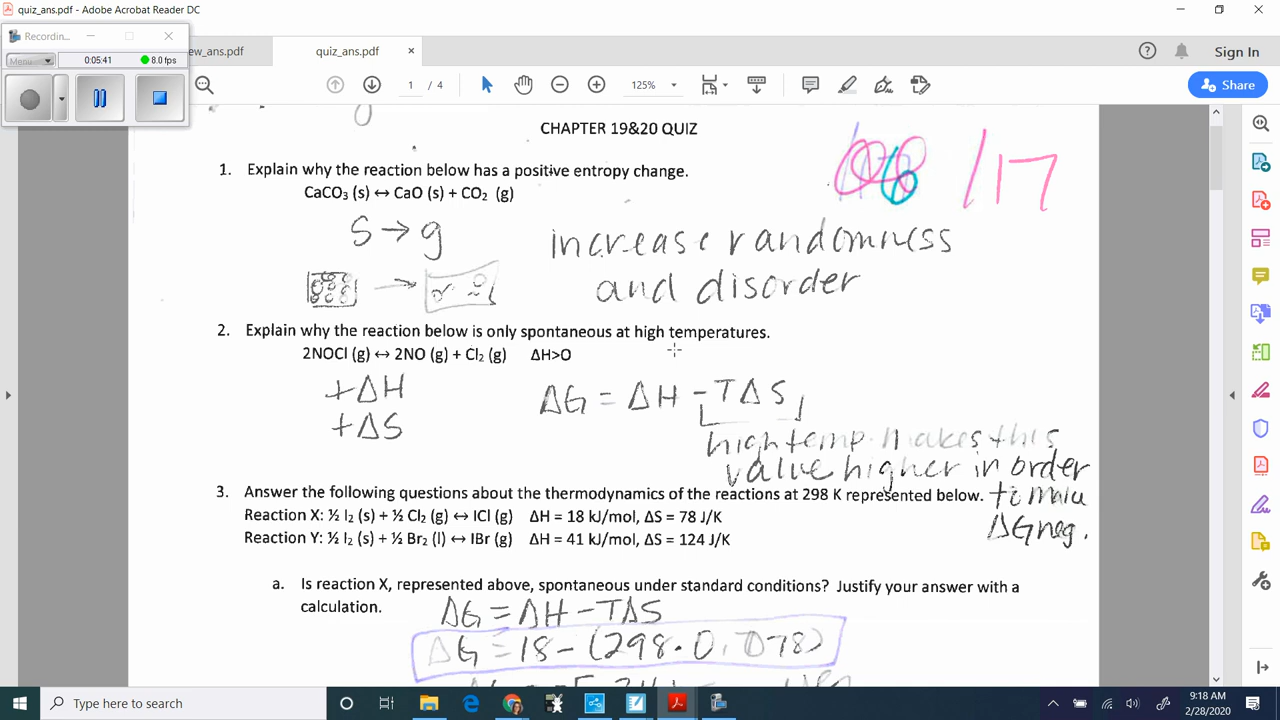 quiz_ans.pdf - Adobe Acrobat Reader DC
Recordin...
Menu
0:05:41
8.0 fps
ew_ans.pdf
quiz_ans.pdf
Sign In
1 / 4
125%
Share
CHAPTER 19&20 QUIZ
/17
1. Explain why the reaction below has a positive entropy change.
CaCO₃ (s) ↔ CaO (s) + CO₂ (g)
S → g
increase randomness
and disorder
2. Explain why the reaction below is only spontaneous at high temperatures.
2NOCl (g) ↔ 2NO (g) + Cl₂ (g) ΔH>O
+ΔH
+ΔS
ΔG = ΔH - TΔS
high temp. makes this
value higher in order
to make
ΔG neg.
3. Answer the following questions about the thermodynamics of the reactions at 298 K represented below.
Reaction X: ½ I₂ (s) + ½ Cl₂ (g) ↔ ICl (g) ΔH = 18 kJ/mol, ΔS = 78 J/K
Reaction Y: ½ I₂ (s) + ½ Br₂ (l) ↔ IBr (g) ΔH = 41 kJ/mol, ΔS = 124 J/K
a. Is reaction X, represented above, spontaneous under standard conditions? Justify your answer with a
calculation.
ΔG = ΔH - TΔS
ΔG = 18 - (298 · 0.078)
Type here to search
9:18 AM
2/28/2020